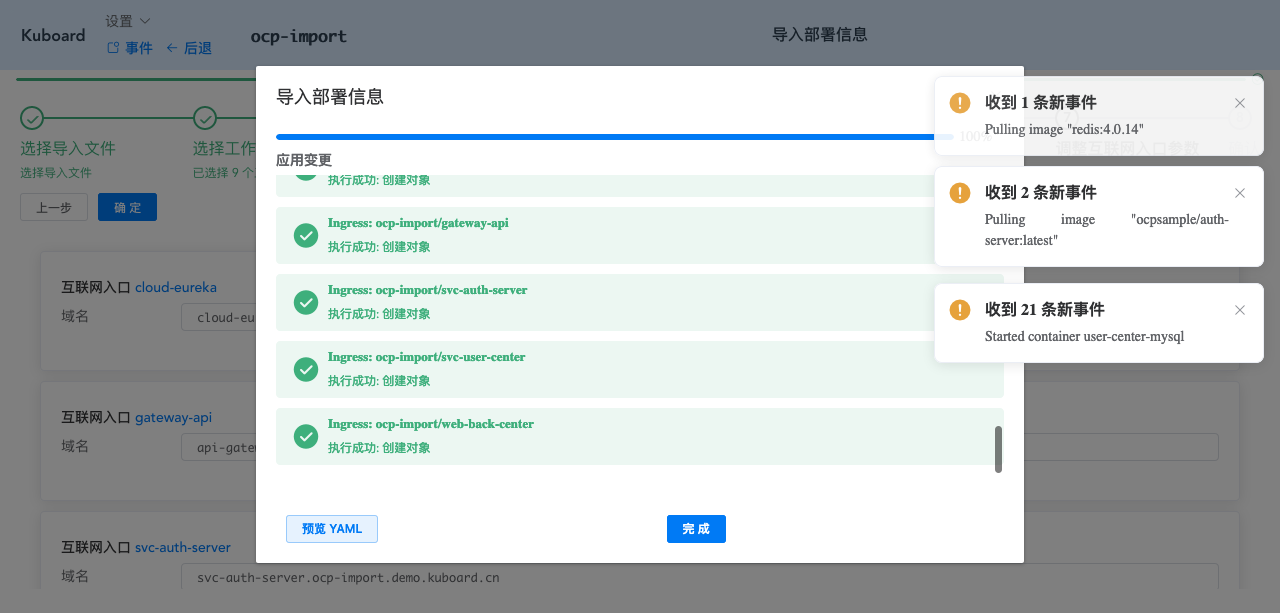 Kuboard
设置
事件
后退
ocp-import
导入部署信息
选择导入文件
选择导入文件
选择工作
已选择 9 个
调整互联网入口参数
上一步
确 定
互联网入口 cloud-eureka
域名
cloud-eu
互联网入口 gateway-api
域名
api-gatew
互联网入口 svc-auth-server
域名
svc-auth-server.ocp-import.demo.kuboard.cn
导入部署信息
100%
应用变更
执行成功: 创建对象
Ingress: ocp-import/gateway-api
执行成功: 创建对象
Ingress: ocp-import/svc-auth-server
执行成功: 创建对象
Ingress: ocp-import/svc-user-center
执行成功: 创建对象
Ingress: ocp-import/web-back-center
执行成功: 创建对象
预览 YAML
完 成
收到 1 条新事件
Pulling image "redis:4.0.14"
收到 2 条新事件
Pulling image "ocpsample/auth-
server:latest"
收到 21 条新事件
Started container user-center-mysql